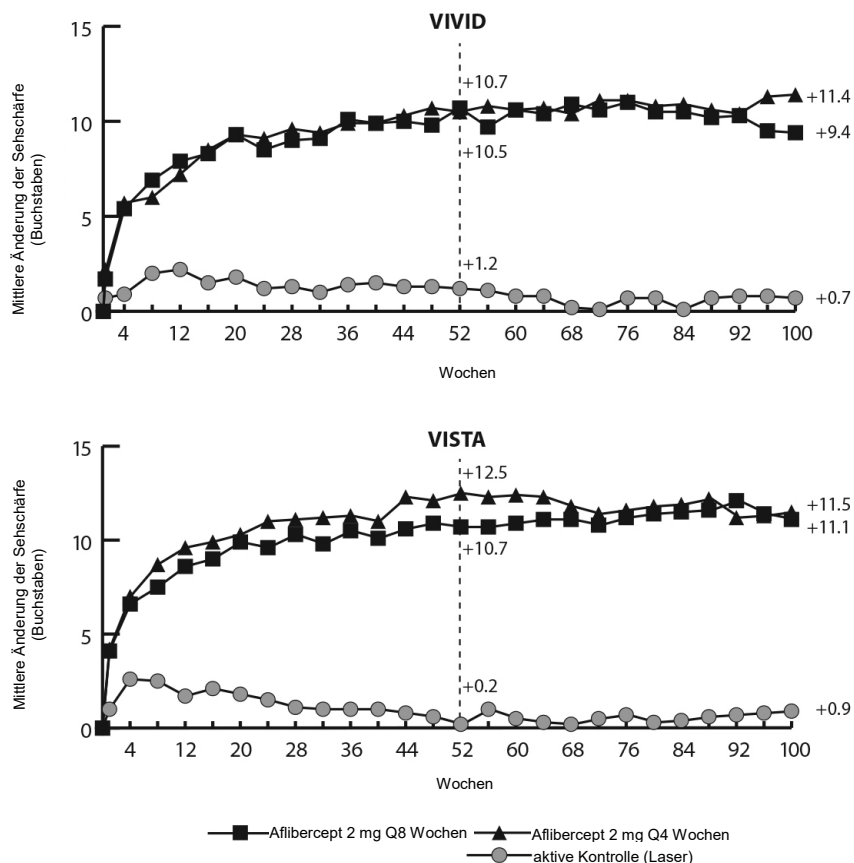 VIVID
Mittlere Änderung der Sehschärfe
(Buchstaben)
15
10
5
0
+10.7
+10.5
+1.2
+11.4
+9.4
+0.7
4 12 20 28 36 44 52 60 68 76 84 92 100
Wochen
VISTA
Mittlere Änderung der Sehschärfe
(Buchstaben)
15
10
5
0
+12.5
+10.7
+0.2
+11.5
+11.1
+0.9
4 12 20 28 36 44 52 60 68 76 84 92 100
Wochen
Aflibercept 2 mg Q8 Wochen Aflibercept 2 mg Q4 Wochen
aktive Kontrolle (Laser)